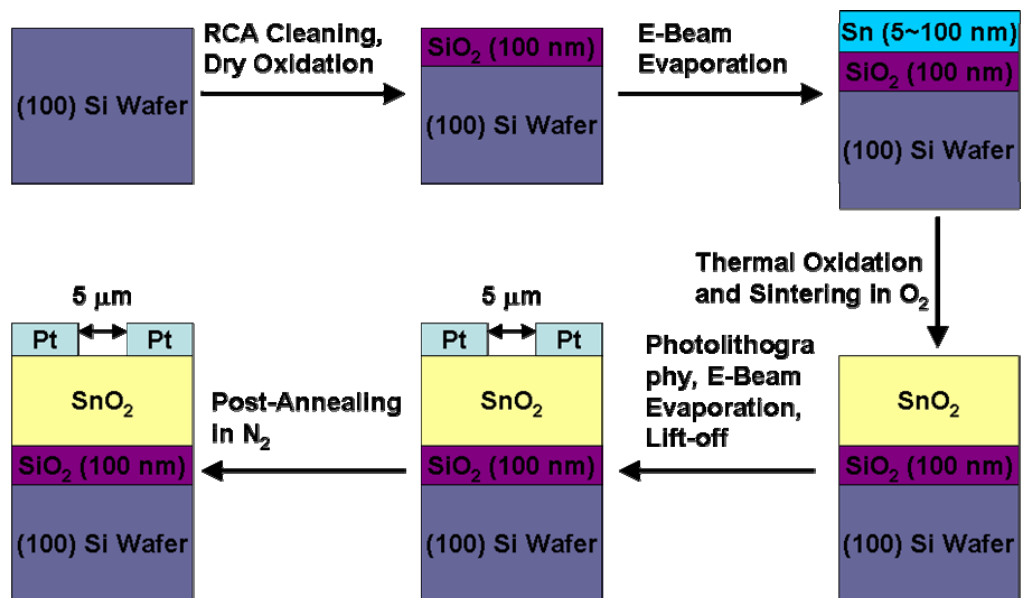 RCA Cleaning,
Dry Oxidation
E-Beam
Evaporation
(100) Si Wafer
SiO₂ (100 nm)
(100) Si Wafer
Sn (5~100 nm)
SiO₂ (100 nm)
(100) Si Wafer
Thermal Oxidation
and Sintering in O₂
SnO₂
SiO₂ (100 nm)
(100) Si Wafer
Photolithogra
phy, E-Beam
Evaporation,
Lift-off
5 μm
Pt
Pt
SnO₂
SiO₂ (100 nm)
(100) Si Wafer
Post-Annealing
in N₂
5 μm
Pt
Pt
SnO₂
SiO₂ (100 nm)
(100) Si Wafer